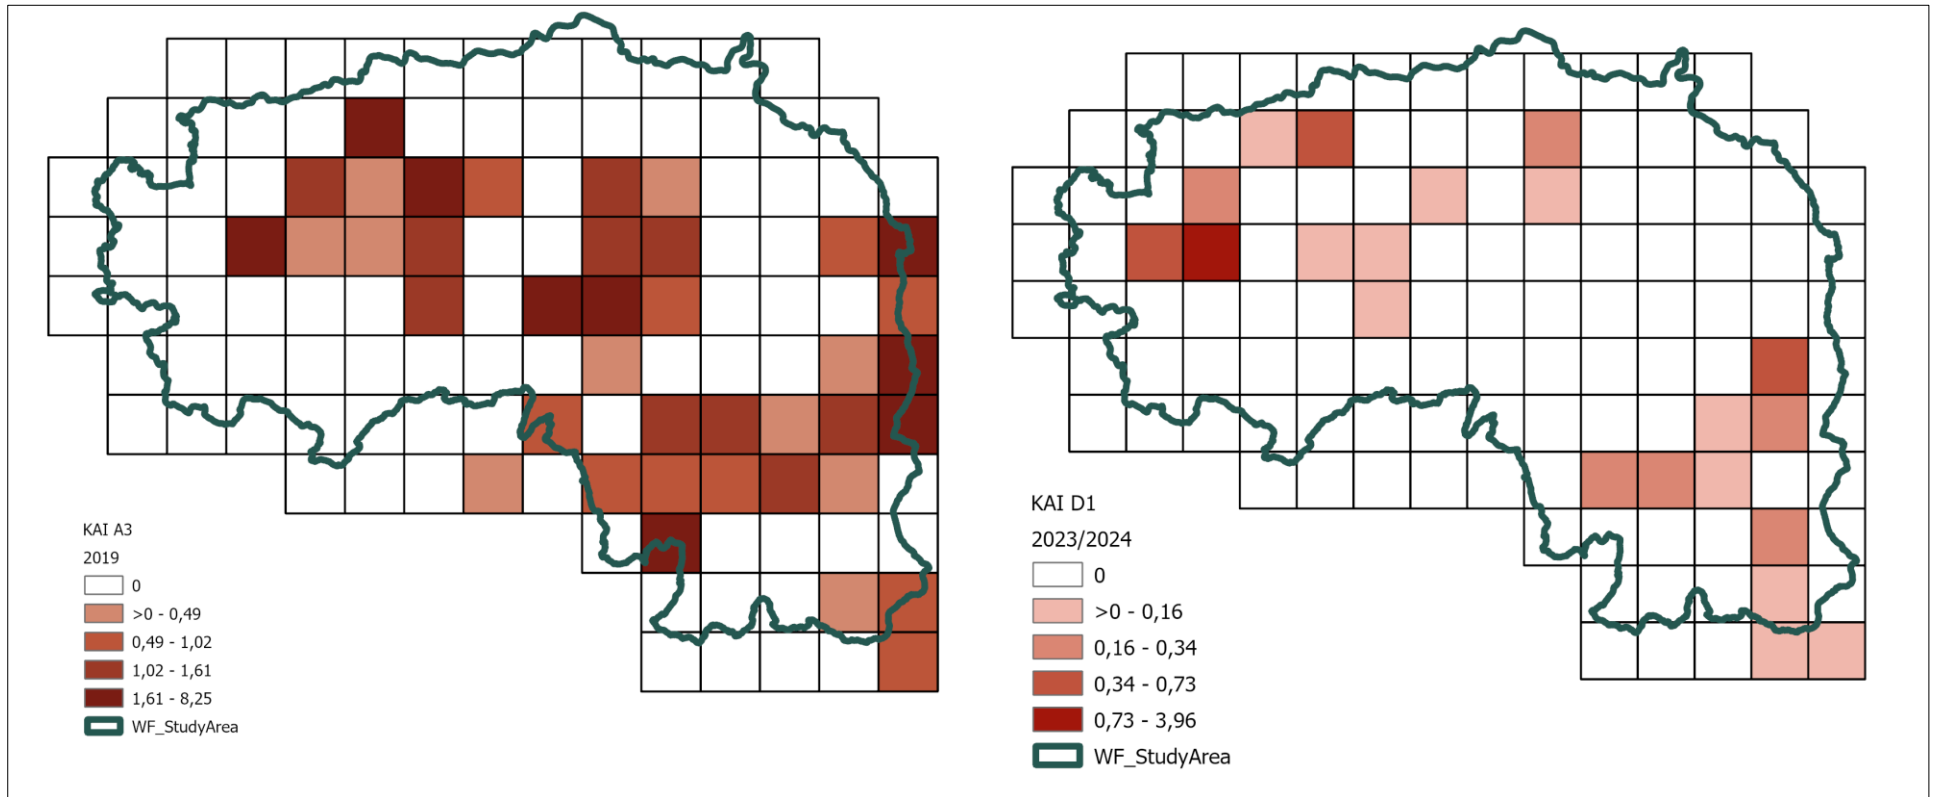 KAI A3
2019
0
>0 - 0,49
0,49 - 1,02
1,02 - 1,61
1,61 - 8,25
WF_StudyArea
KAI D1
2023/2024
0
>0 - 0,16
0,16 - 0,34
0,34 - 0,73
0,73 - 3,96
WF_StudyArea